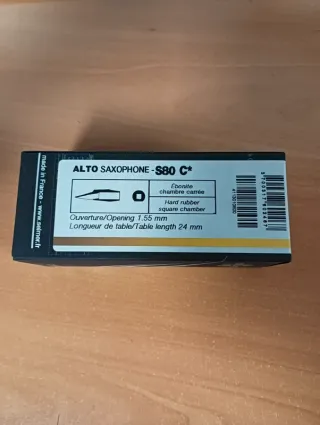 made in France - www.selmer.fr
ALTO SAXOPHONE - S80 C*
Ébonite
chambre carrée
Hard rubber
square chamber
Ouverture/Opening 1.55 mm
Longueur de table/Table length 24 mm